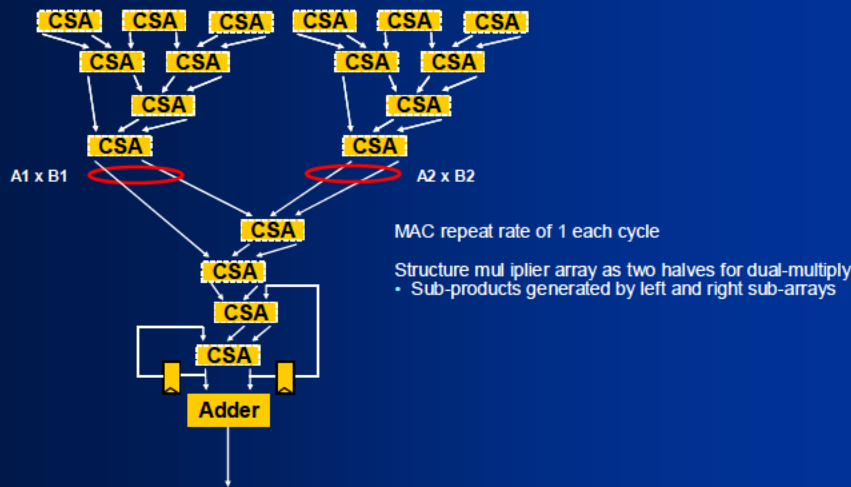 CSA CSA CSA CSA CSA CSA
CSA CSA CSA CSA
CSA CSA
CSA CSA
A1 x B1 A2 x B2
CSA
MAC repeat rate of 1 each cycle
CSA
Structure mul iplier array as two halves for dual-multiply
• Sub-products generated by left and right sub-arrays
CSA
CSA
Adder